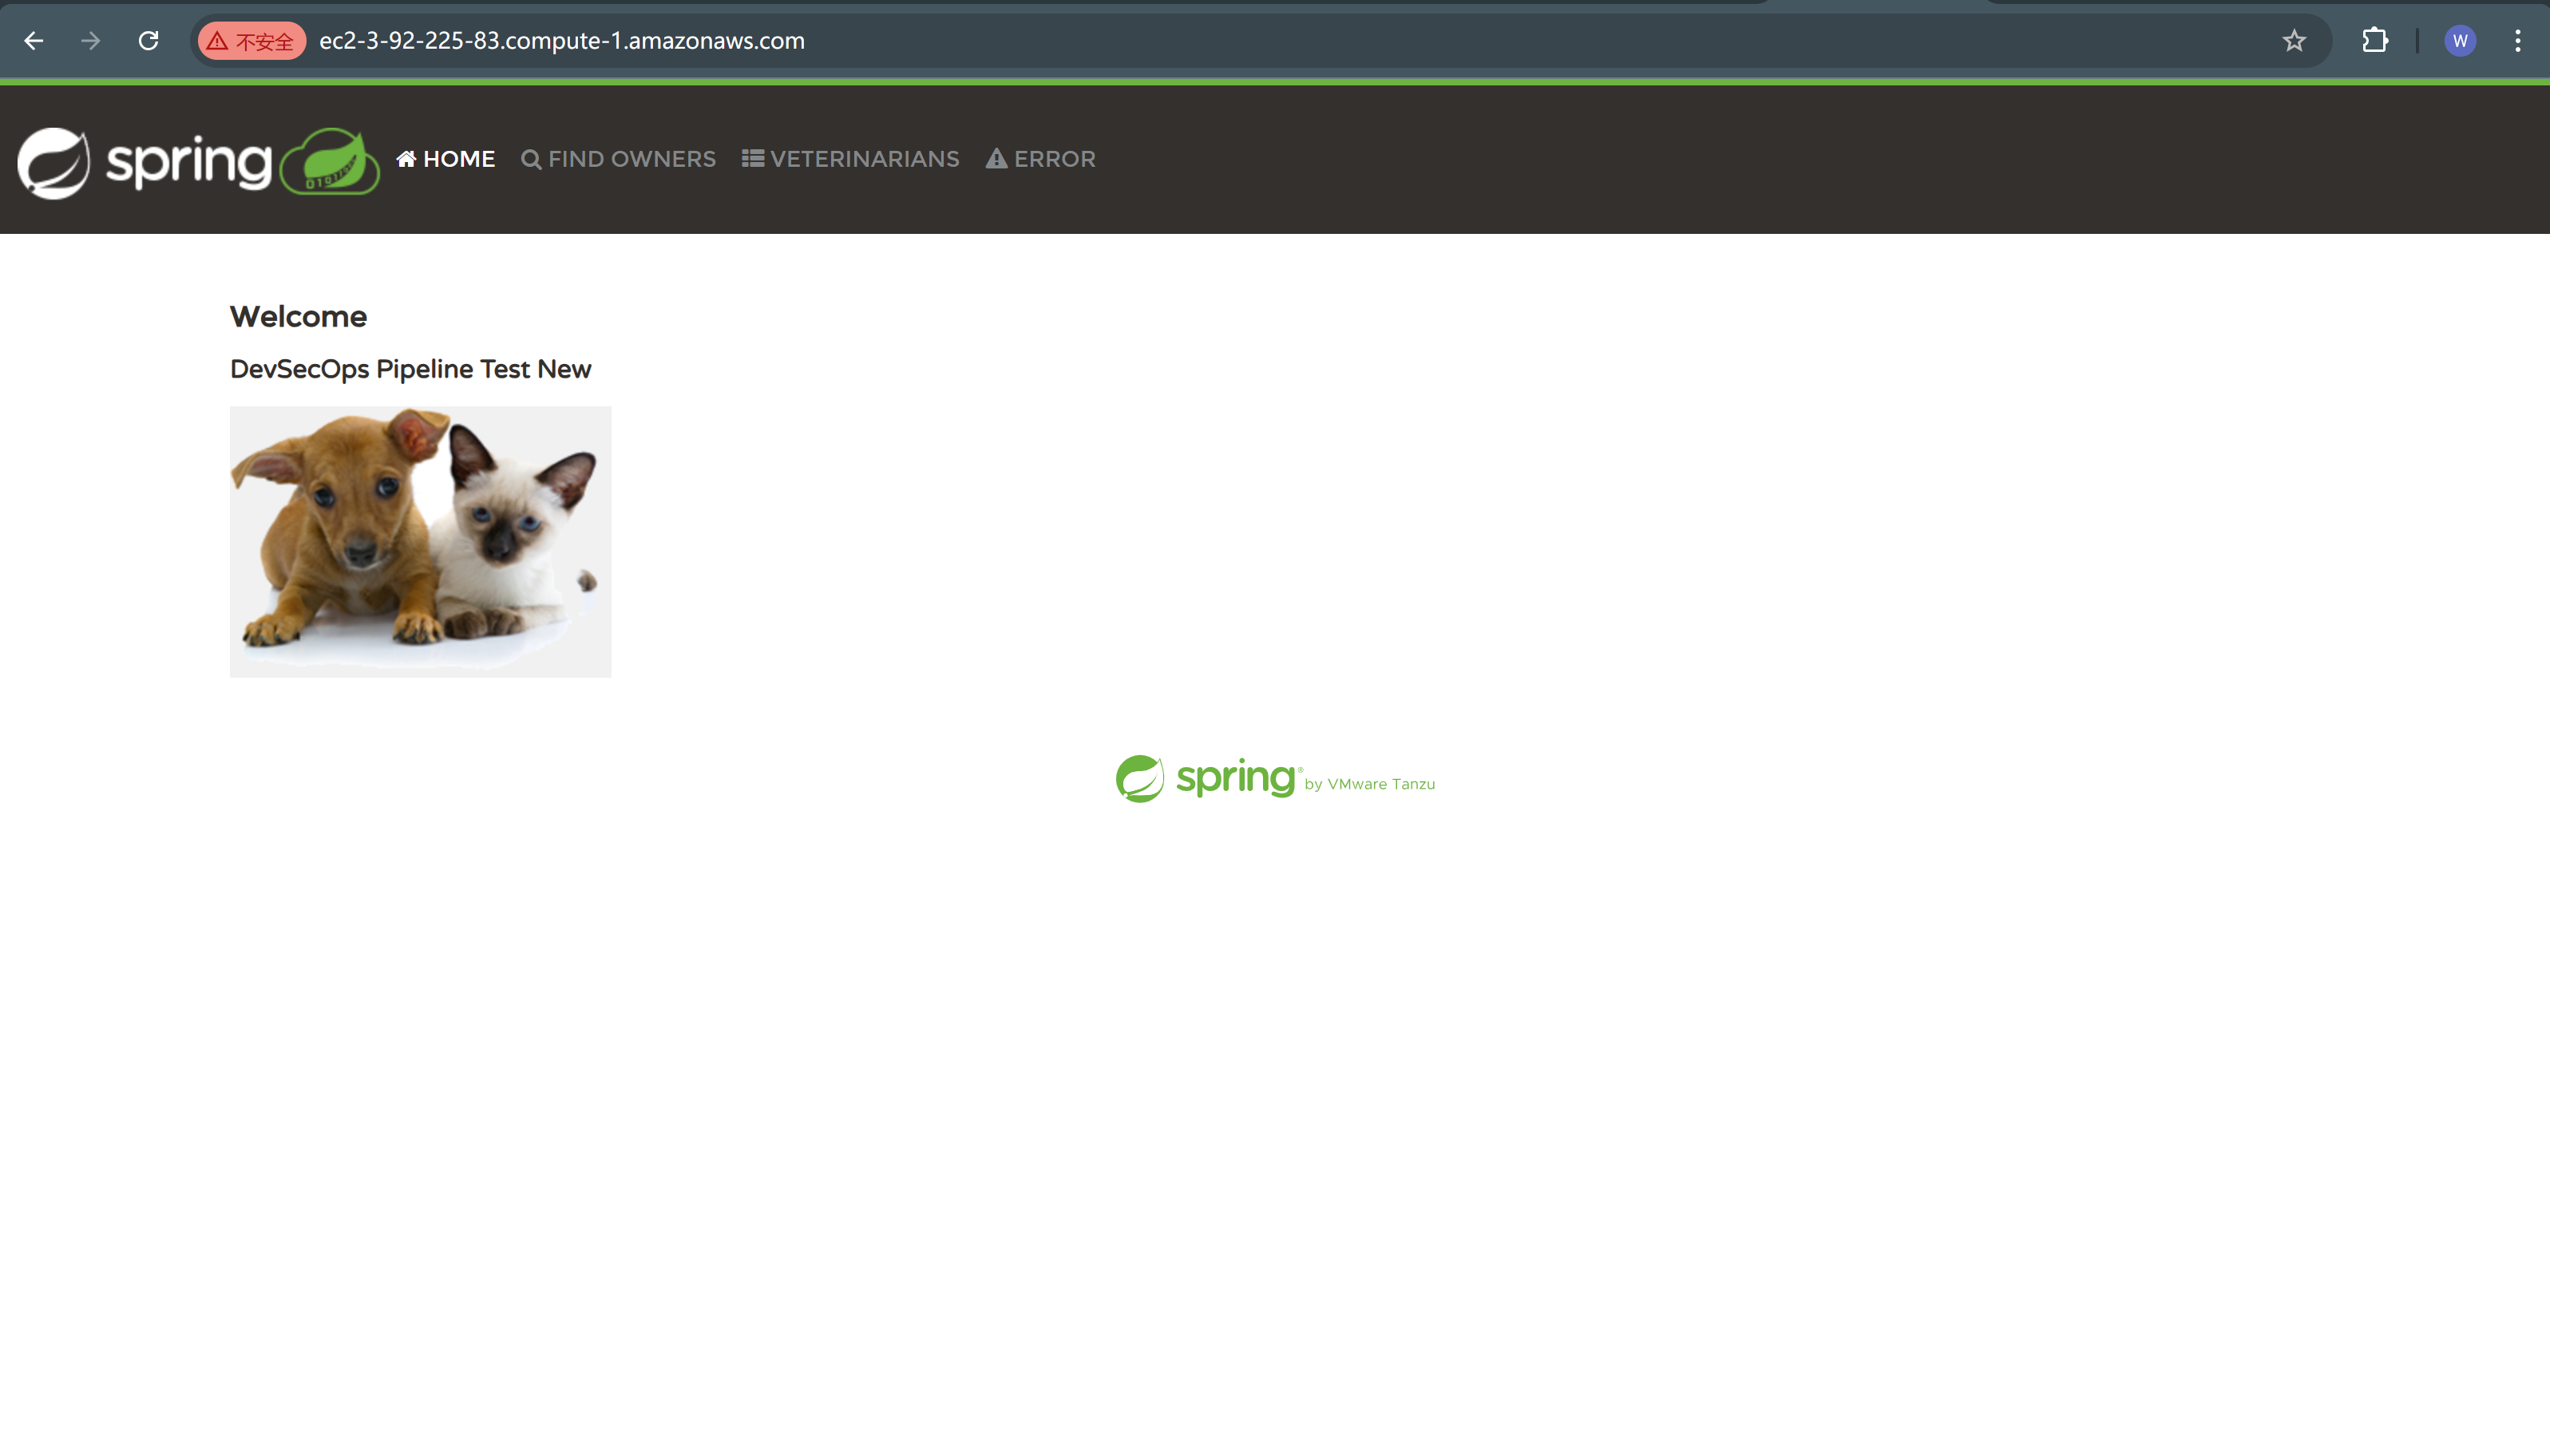 不安全 ec2-3-92-225-83.compute-1.amazonaws.com W
spring HOME FIND OWNERS VETERINARIANS ERROR
Welcome
DevSecOps Pipeline Test New
spring® by VMware Tanzu